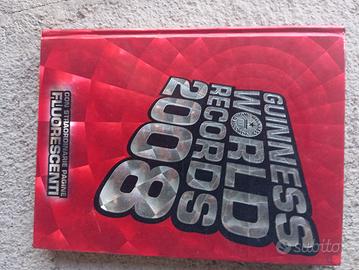 GUINNESS
WORLD
RECORDS
2008
CON STRAORDINARIE PAGINE
FLUORESCENTI
subito